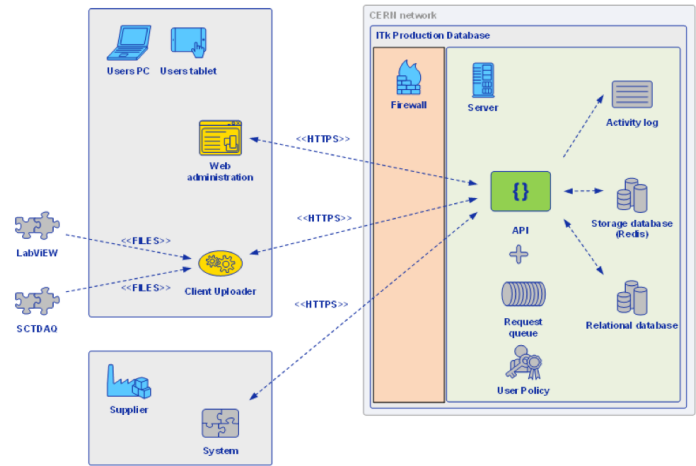 CERN network
ITk Production Database
Users PC
Users tablet
Firewall
Server
Activity log
<<HTTPS>>
Web
administration
{}
API
Storage database
(Redis)
<<HTTPS>>
LabViEW
<<FILES>>
Client Uploader
<<FILES>>
SCTDAQ
<<HTTPS>>
Request
queue
Relational database
User Policy
Supplier
System